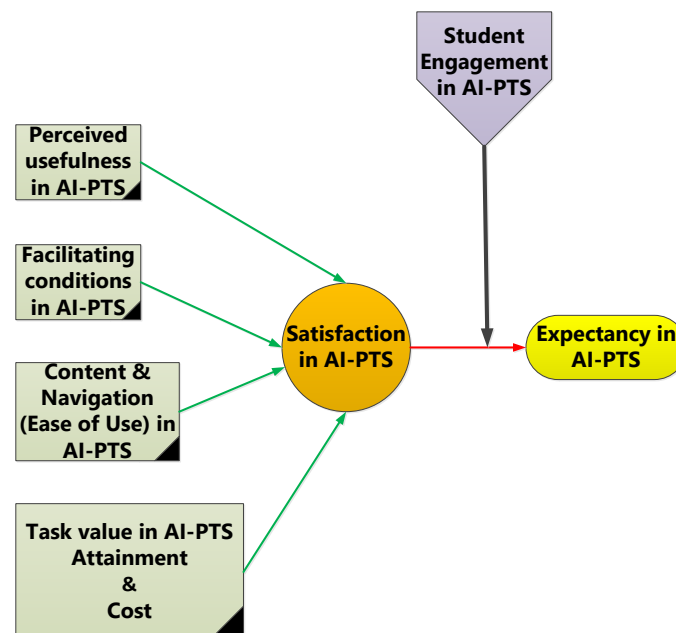 Student
Engagement
in AI-PTS
Perceived
usefulness
in AI-PTS
Facilitating
conditions
in AI-PTS
Satisfaction
in AI-PTS
Expectancy in
AI-PTS
Content &
Navigation
(Ease of Use) in
AI-PTS
Task value in AI-PTS
Attainment
&
Cost